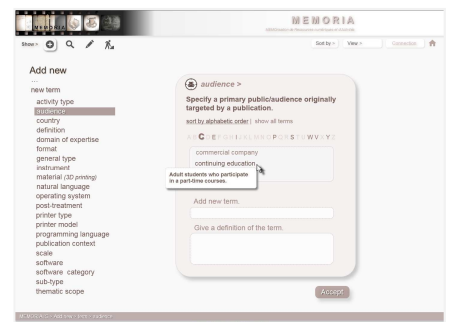 MEMORIA
MEMORIA
Show >
Sort by >
View >
Connection
Add new
...
new term
activity type
audience
country
definition
domain of expertise
format
general type
instrument
material (3D printing)
natural language
operating system
post-treatment
printer type
printer model
programming language
publication context
scale
software
software category
sub-type
thematic scope
audience >
Specify a primary public/audience originally
targeted by a publication.
sort by alphabetic order | show all terms
A B C D E F G H I J K L M N O P Q R S T U W V X Y Z
commercial company
continuing education
Adult students who participate
in a part-time courses.
Add new term.
Give a definition of the term.
Accept